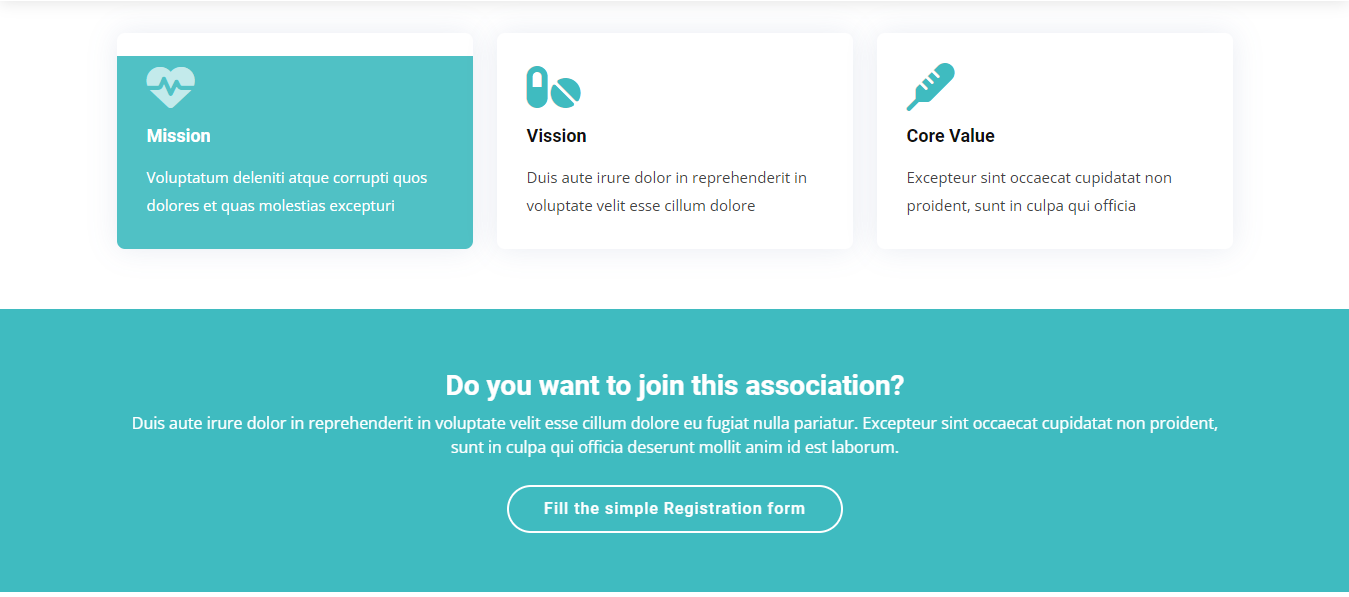 Mission
Voluptatum deleniti atque corrupti quos
dolores et quas molestias excepturi
Vission
Duis aute irure dolor in reprehenderit in
voluptate velit esse cillum dolore
Core Value
Excepteur sint occaecat cupidatat non
proident, sunt in culpa qui officia
Do you want to join this association?
Duis aute irure dolor in reprehenderit in voluptate velit esse cillum dolore eu fugiat nulla pariatur. Excepteur sint occaecat cupidatat non proident,
sunt in culpa qui officia deserunt mollit anim id est laborum.
Fill the simple Registration form